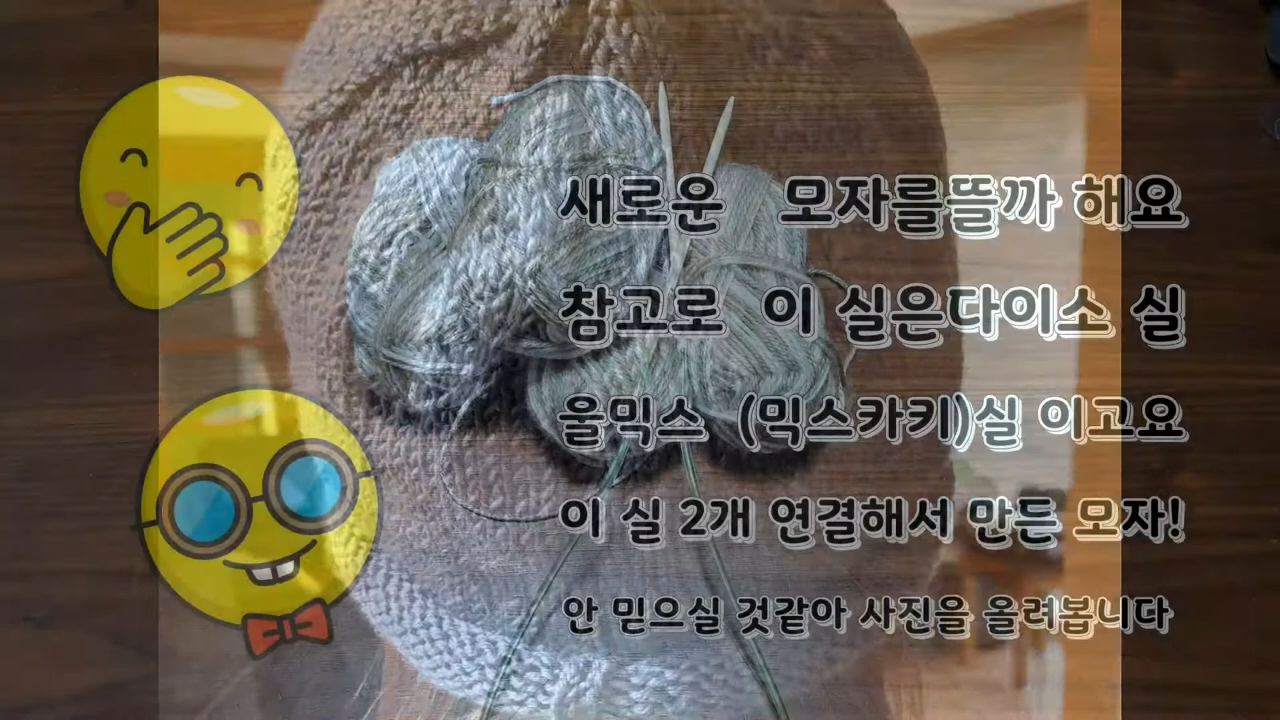 새로운 모자를뜰까 해요
참고로 이 실은다이소 실
울믹스 (믹스카키)실 이고요
이 실 2개 연결해서 만든 모자!
안 믿으실 것같아 사진을 올려봅니다